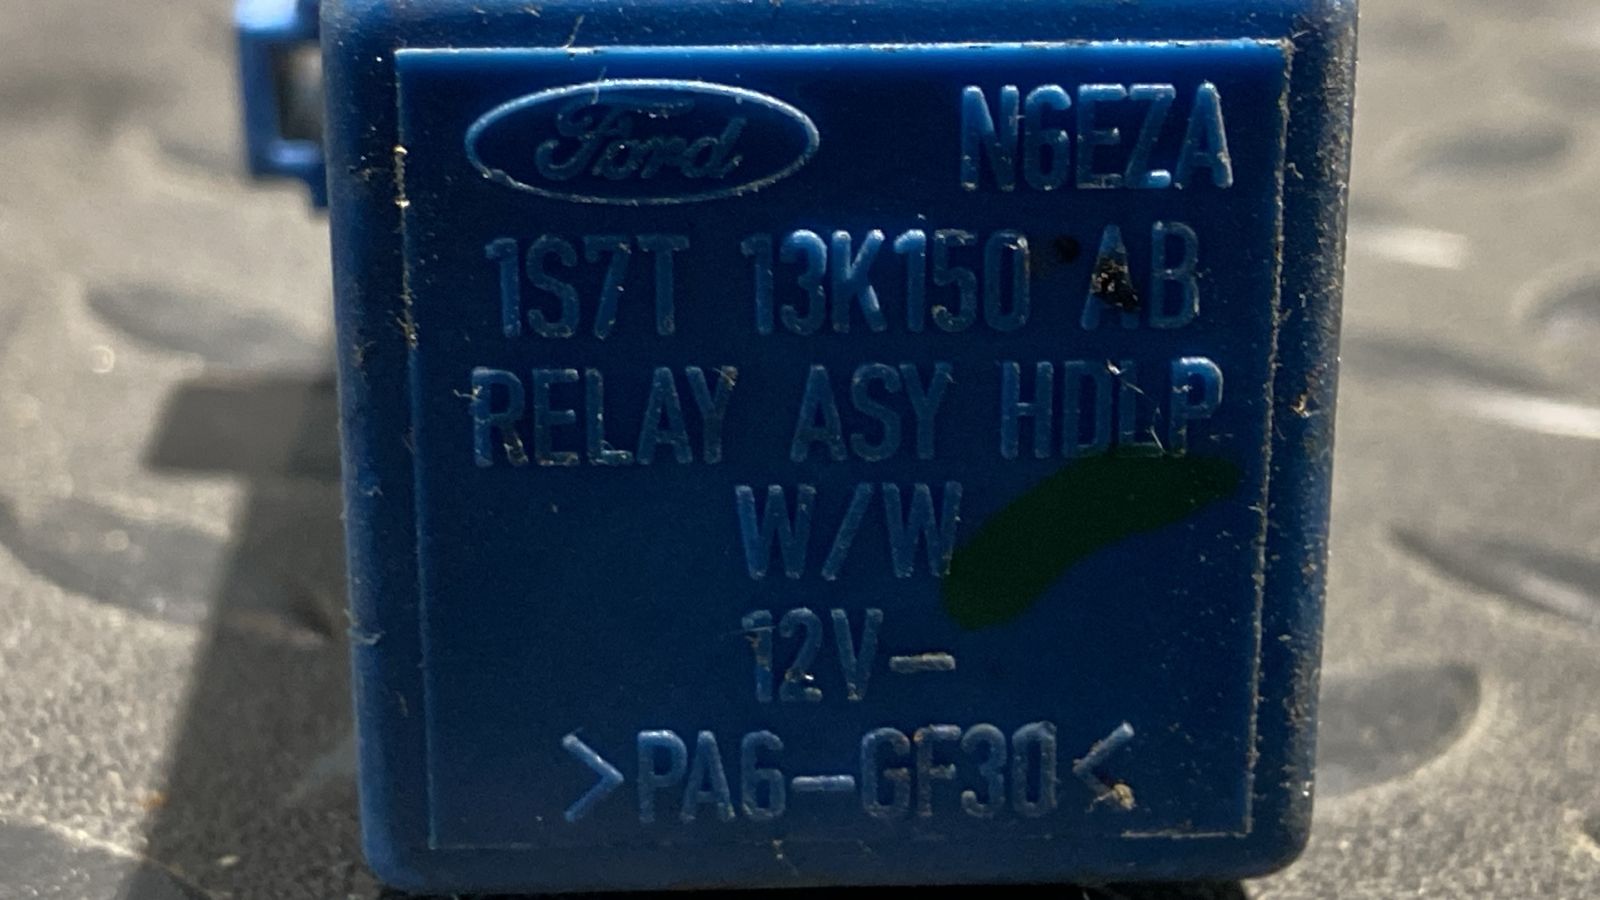 Ford N6EZA
1S7T 13K150 AB
RELAY ASY HDLP
W/W
12V-
>PA6-GF30<